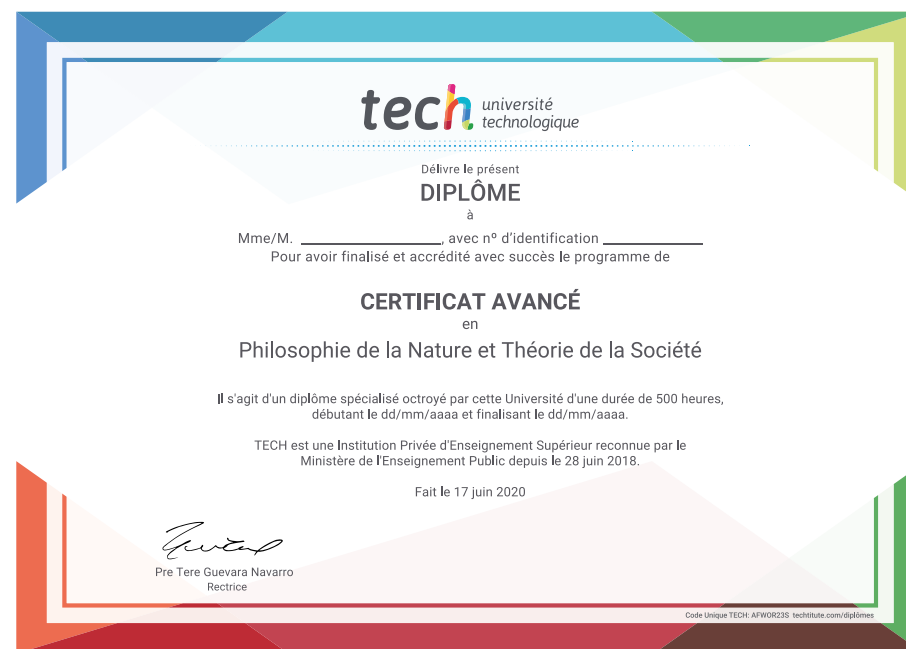 tech université
technologique
Délivre le présent
DIPLÔME
à
Mme/M. ____________________, avec nº d'identification ______________
Pour avoir finalisé et accrédité avec succès le programme de
CERTIFICAT AVANCÉ
en
Philosophie de la Nature et Théorie de la Société
Il s'agit d'un diplôme spécialisé octroyé par cette Université d'une durée de 500 heures,
débutant le dd/mm/aaaa et finalisant le dd/mm/aaaa.
TECH est une Institution Privée d'Enseignement Supérieur reconnue par le
Ministère de l'Enseignement Public depuis le 28 juin 2018.
Fait le 17 juin 2020
Pre Tere Guevara Navarro
Rectrice
Code Unique TECH: AFWOR23S techtitute.com/diplômes